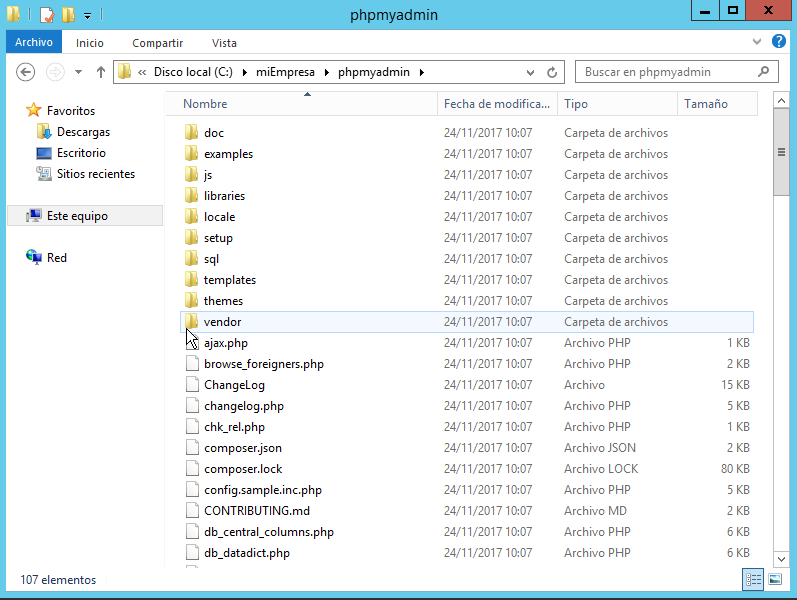 phpmyadmin
Archivo Inicio Compartir Vista
« Disco local (C:) miEmpresa phpmyadmin Buscar en phpmyadmin
Nombre Fecha de modifica... Tipo Tamaño
Favoritos
Descargas
Escritorio
Sitios recientes
Este equipo
Red
doc 24/11/2017 10:07 Carpeta de archivos
examples 24/11/2017 10:07 Carpeta de archivos
js 24/11/2017 10:07 Carpeta de archivos
libraries 24/11/2017 10:07 Carpeta de archivos
locale 24/11/2017 10:07 Carpeta de archivos
setup 24/11/2017 10:07 Carpeta de archivos
sql 24/11/2017 10:07 Carpeta de archivos
templates 24/11/2017 10:07 Carpeta de archivos
themes 24/11/2017 10:07 Carpeta de archivos
vendor 24/11/2017 10:07 Carpeta de archivos
ajax.php 24/11/2017 10:07 Archivo PHP 1 KB
browse_foreigners.php 24/11/2017 10:07 Archivo PHP 2 KB
ChangeLog 24/11/2017 10:07 Archivo 15 KB
changelog.php 24/11/2017 10:07 Archivo PHP 5 KB
chk_rel.php 24/11/2017 10:07 Archivo PHP 1 KB
composer.json 24/11/2017 10:07 Archivo JSON 2 KB
composer.lock 24/11/2017 10:07 Archivo LOCK 80 KB
config.sample.inc.php 24/11/2017 10:07 Archivo PHP 5 KB
CONTRIBUTING.md 24/11/2017 10:07 Archivo MD 2 KB
db_central_columns.php 24/11/2017 10:07 Archivo PHP 6 KB
db_datadict.php 24/11/2017 10:07 Archivo PHP 6 KB
107 elementos